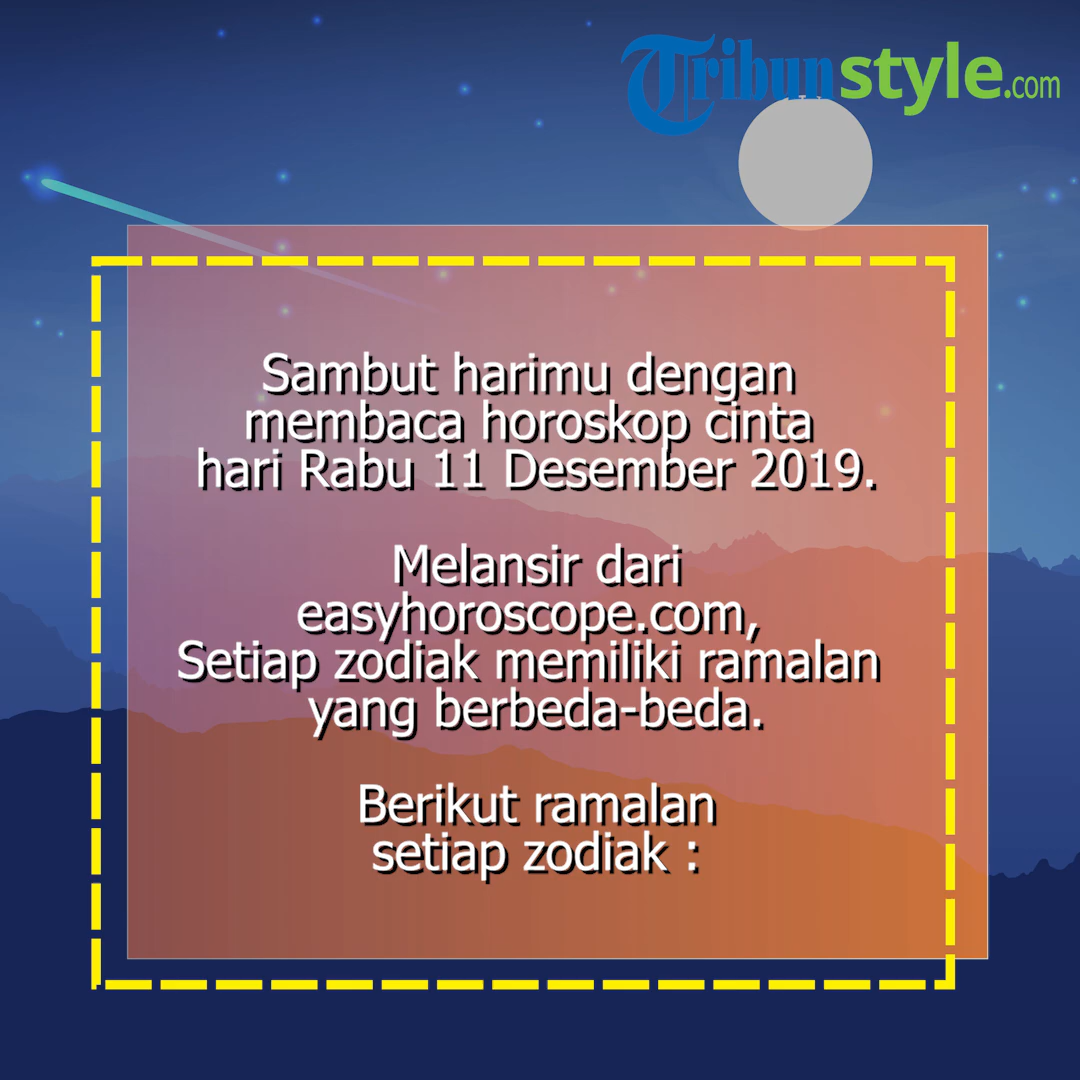 Tribunstyle.com
Sambut harimu dengan
membaca horoskop cinta
hari Rabu 11 Desember 2019.
Melansir dari
easyhoroscope.com,
Setiap zodiak memiliki ramalan
yang berbeda-beda.
Berikut ramalan
setiap zodiak :